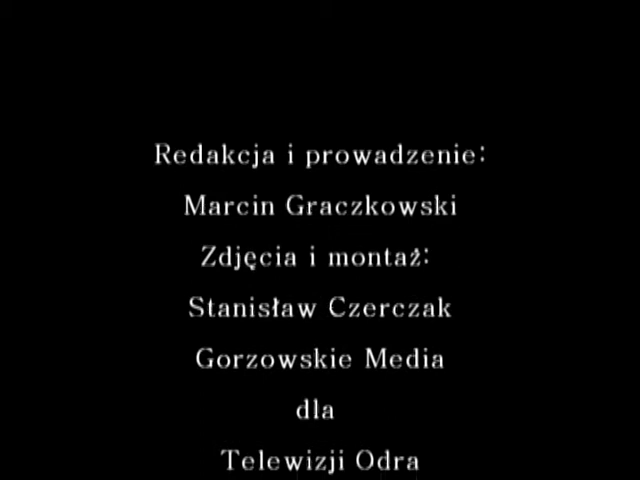 Redakcja i prowadzenie:
Marcin Graczkowski
Zdjęcia i montaż:
Stanisław Czerczak
Gorzowskie Media
dla
Telewizji Odra